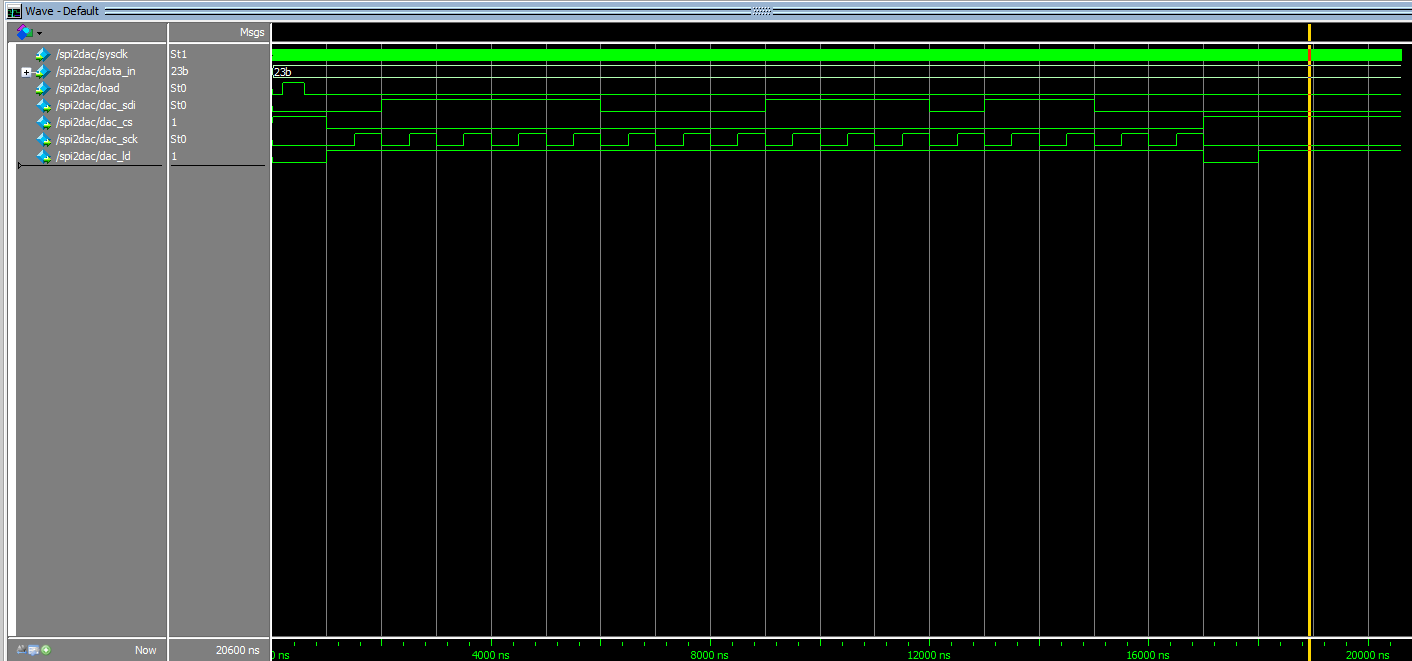 Wave - Default
Msgs
/spi2dac/sysclk St1
/spi2dac/data_in 23b 23b
/spi2dac/load St0
/spi2dac/dac_sdi St0
/spi2dac/dac_cs 1
/spi2dac/dac_sck St0
/spi2dac/dac_ld 1
Now 20600 ns
0 ns 4000 ns 8000 ns 12000 ns 16000 ns 20000 ns